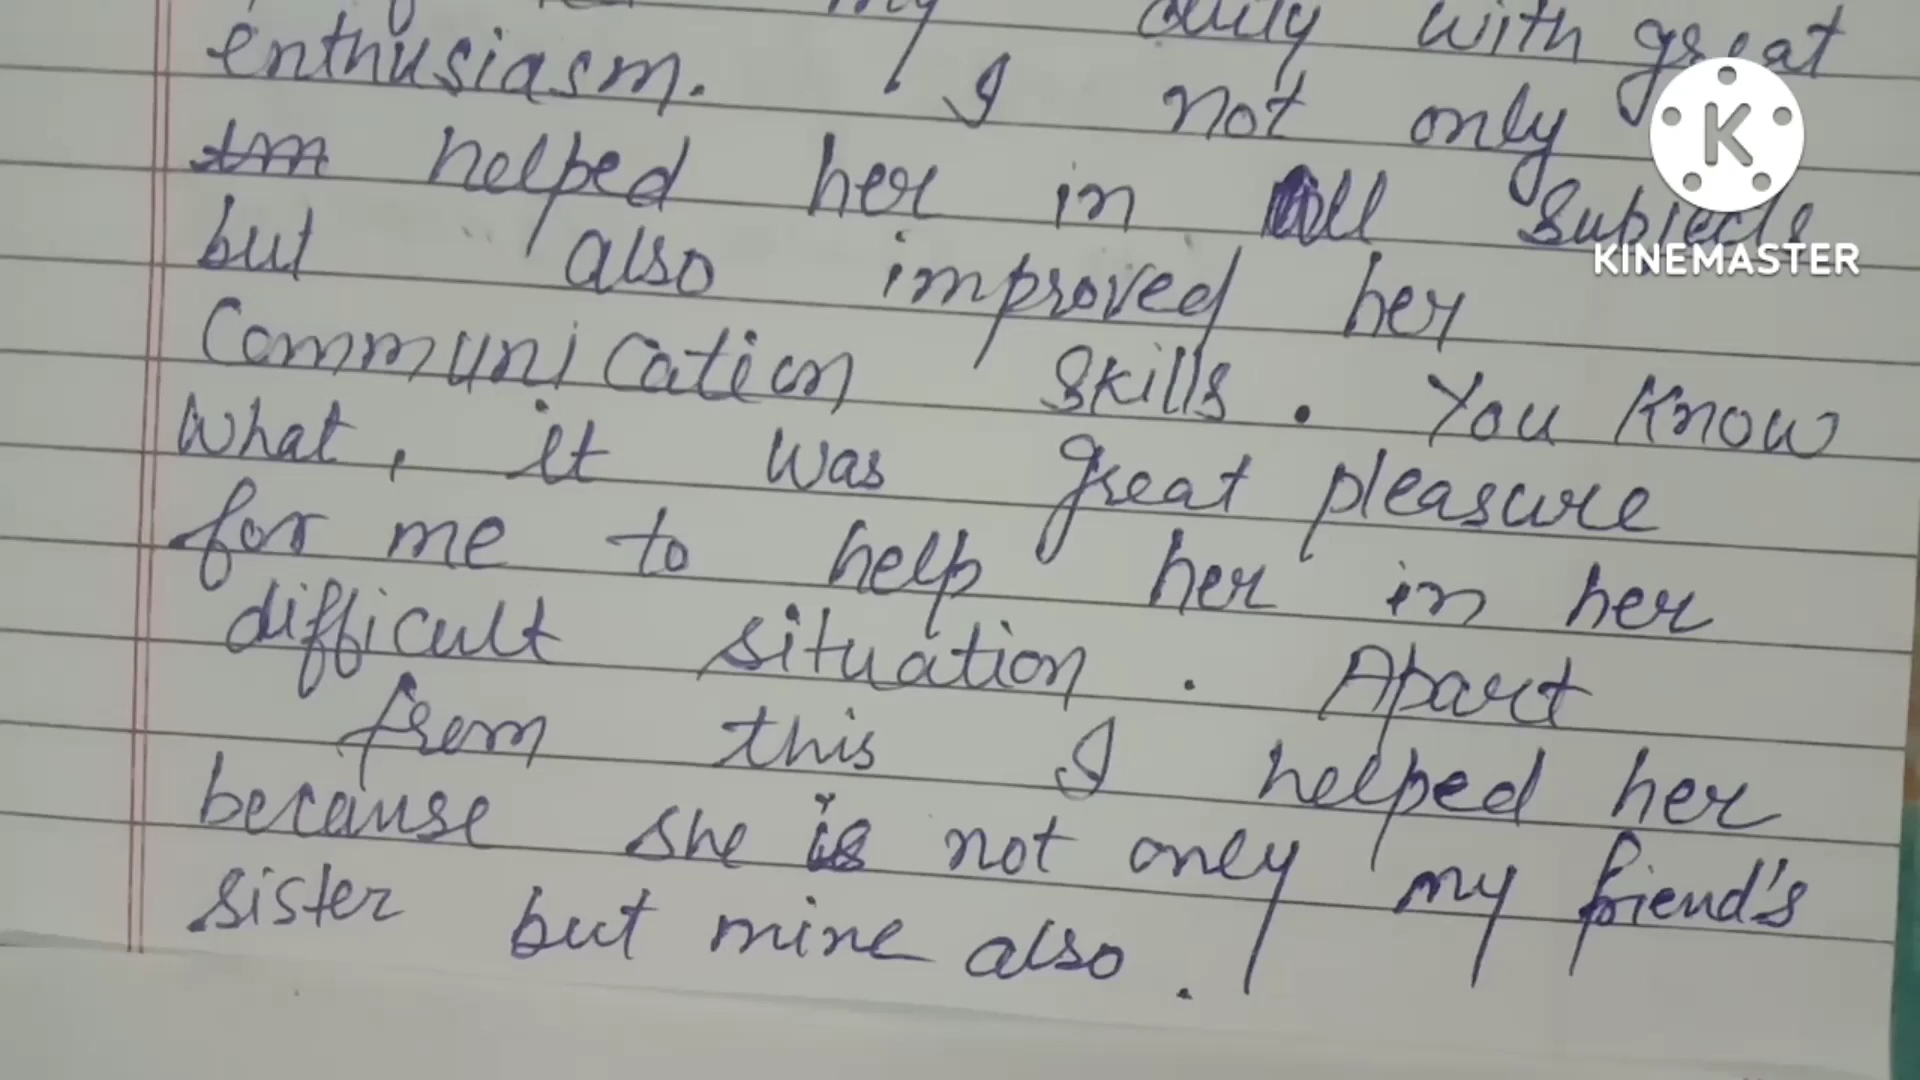 my duty with great
enthusiasm. I not only
helped her in all subjects
but also improved her
Communication skills. You Know
what, it was great pleasure
for me to help her in her
difficult situation. Apart
from this I helped her
because she is not only my friend's
sister but mine also.
K
KINEMASTER